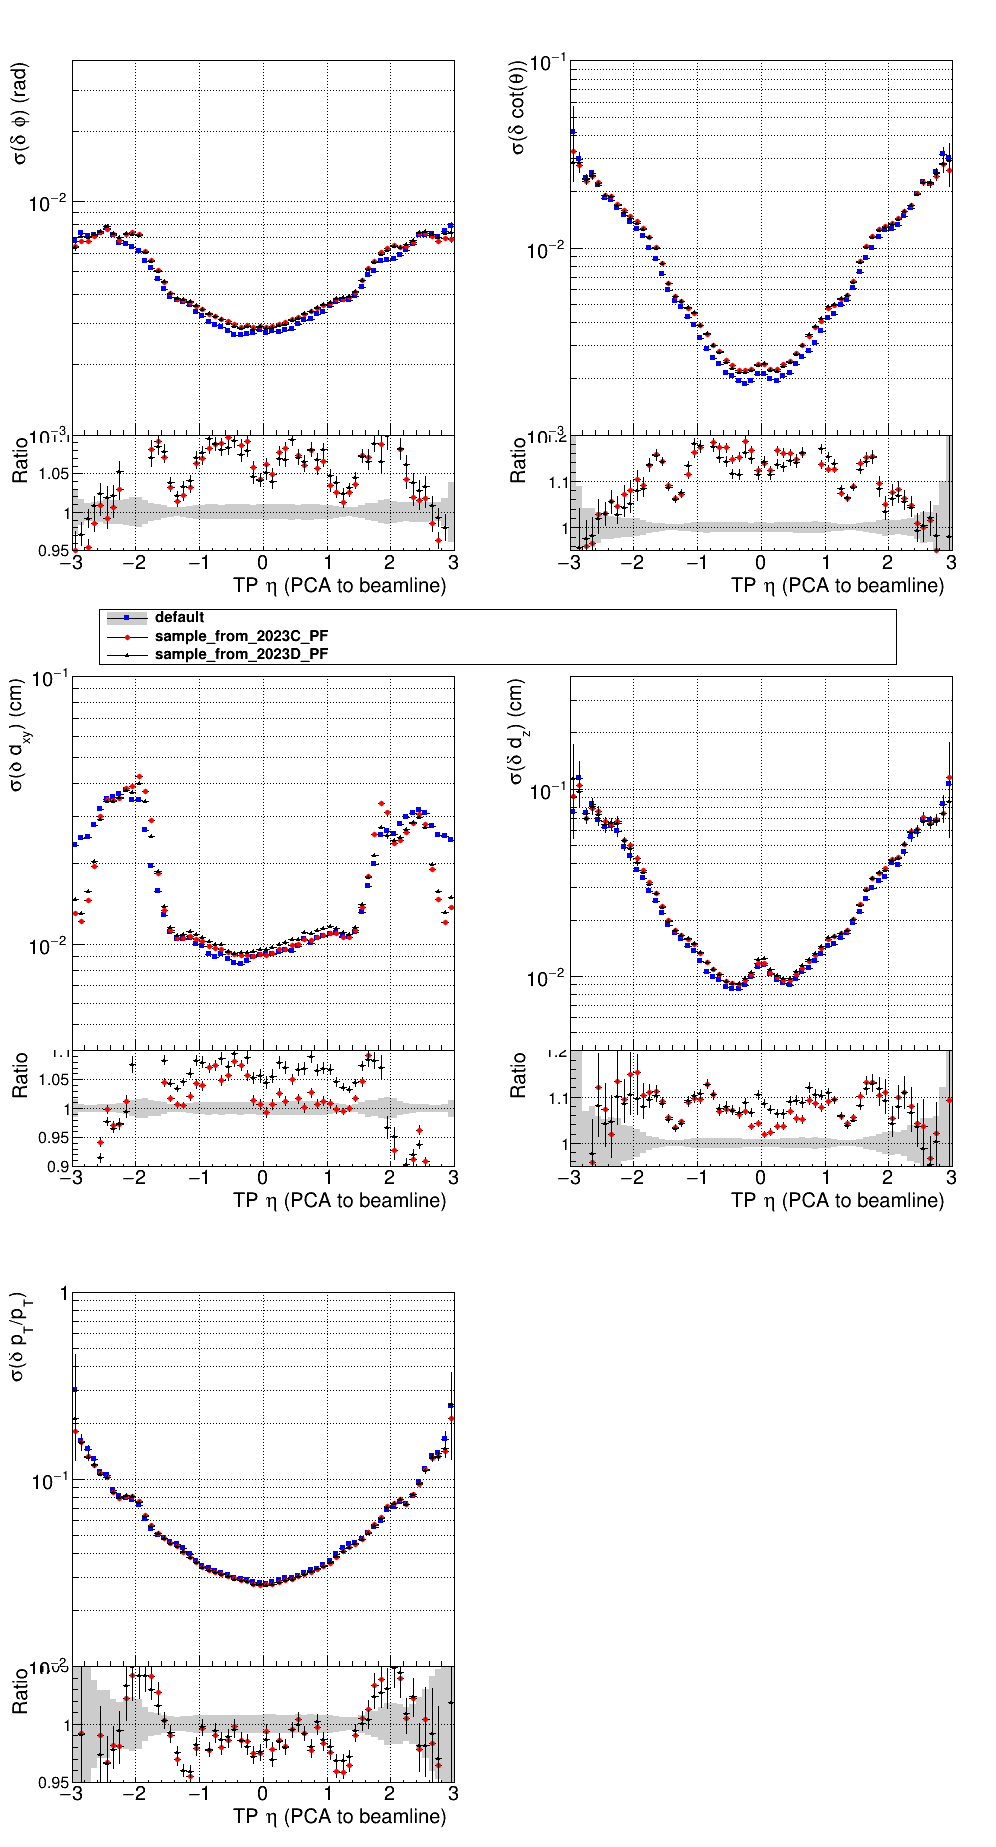 σ(δ φ) (rad)
10⁻²
10⁻³
Ratio
1.05
1
0.95
−3 −2 −1 0 1 2 3
TP η (PCA to beamline)
σ(δ cot(θ))
10⁻¹
10⁻²
Ratio
1.2
1.1
1
−3 −2 −1 0 1 2 3
TP η (PCA to beamline)
default
sample_from_2023C_PF
sample_from_2023D_PF
σ(δ d_xy) (cm)
10⁻¹
10⁻²
Ratio
1.1
1.05
1
0.95
0.9
−3 −2 −1 0 1 2 3
TP η (PCA to beamline)
σ(δ d_z) (cm)
10⁻¹
10⁻²
Ratio
1.2
1.1
1
−3 −2 −1 0 1 2 3
TP η (PCA to beamline)
σ(δ p_T/p_T)
1
10⁻¹
10⁻²
Ratio
1
0.95
−3 −2 −1 0 1 2 3
TP η (PCA to beamline)